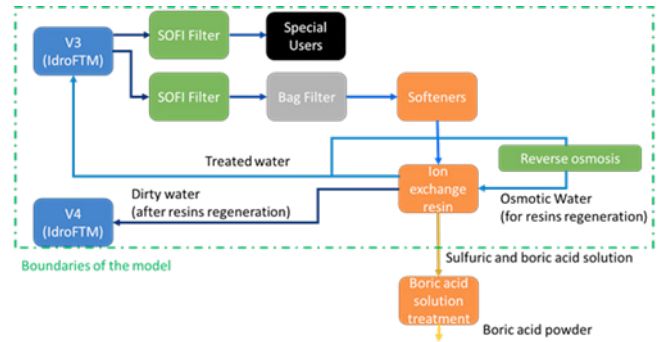 V3
(IdroFTM)
SOFI Filter
Special
Users
SOFI Filter
Bag Filter
Softeners
Treated water
Reverse osmosis
Ion
exchange
resin
Dirty water
(after resins regeneration)
Osmotic Water
(for resins regeneration)
V4
(IdroFTM)
Boundaries of the model
Sulfuric and boric acid solution
Boric acid
solution
treatment
Boric acid powder